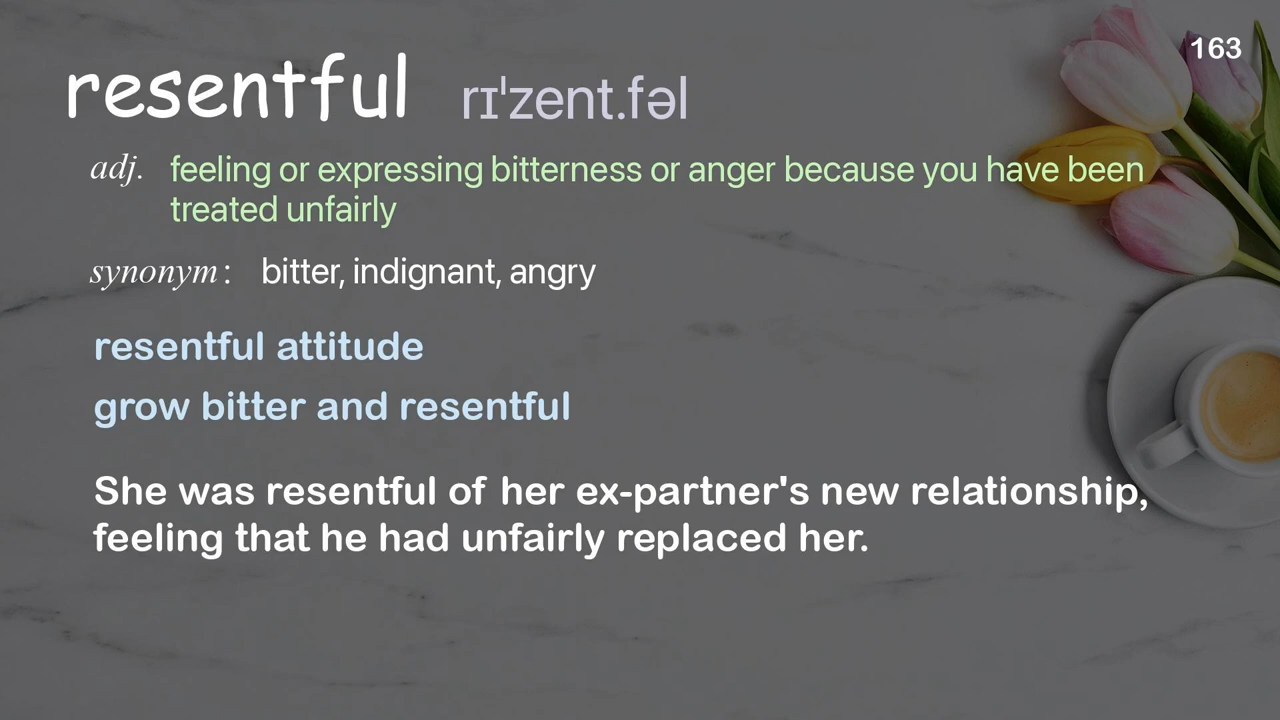 163
resentful rɪˈzent.fəl
adj. feeling or expressing bitterness or anger because you have been
treated unfairly
synonym: bitter, indignant, angry
resentful attitude
grow bitter and resentful
She was resentful of her ex-partner's new relationship,
feeling that he had unfairly replaced her.